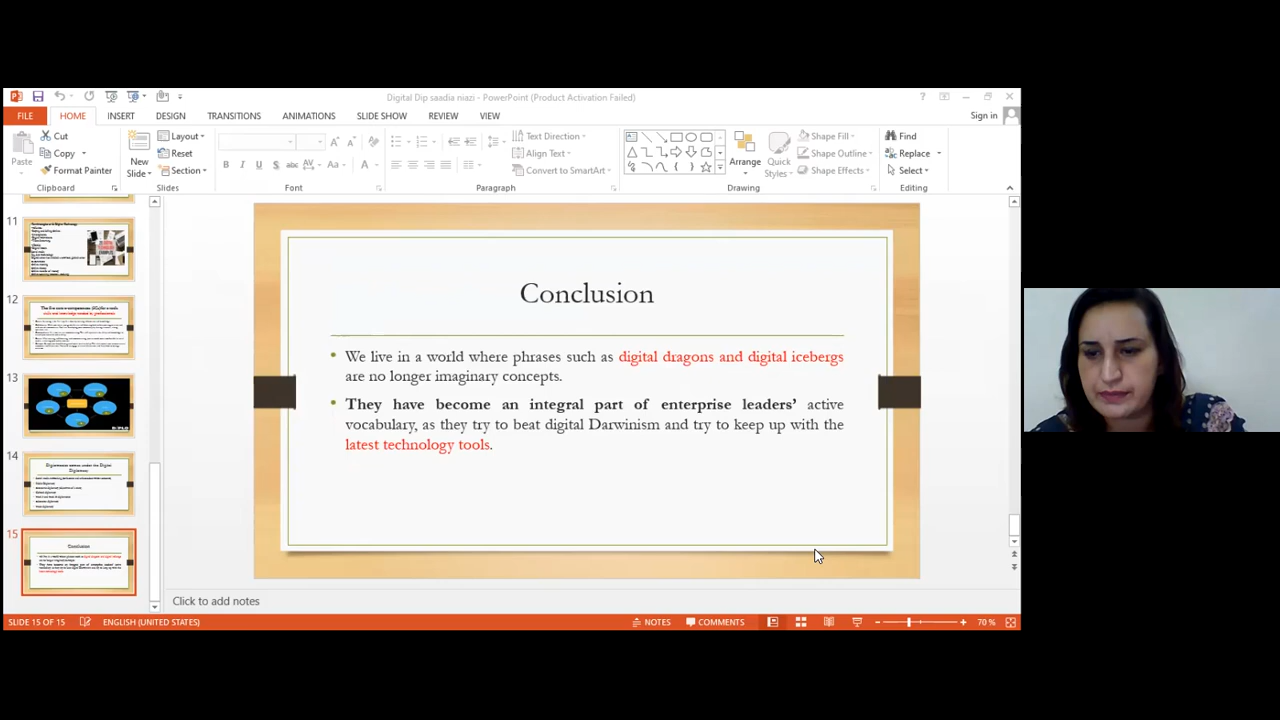 Digital Dip saadia niazi - PowerPoint (Product Activation Failed)
FILE HOME INSERT DESIGN TRANSITIONS ANIMATIONS SLIDE SHOW REVIEW VIEW Sign in
Paste
Cut
Copy
Format Painter
Clipboard
New
Slide
Layout
Reset
Section
Slides
Font
Text Direction
Align Text
Convert to SmartArt
Paragraph
Arrange
Quick
Styles
Shape Fill
Shape Outline
Shape Effects
Drawing
Find
Replace
Select
Editing
11
12
13
14
15
Conclusion
Conclusion
• We live in a world where phrases such as digital dragons and digital icebergs
are no longer imaginary concepts.
• They have become an integral part of enterprise leaders’ active
vocabulary, as they try to beat digital Darwinism and try to keep up with the
latest technology tools.
Click to add notes
SLIDE 15 OF 15 ENGLISH (UNITED STATES) NOTES COMMENTS 70 %